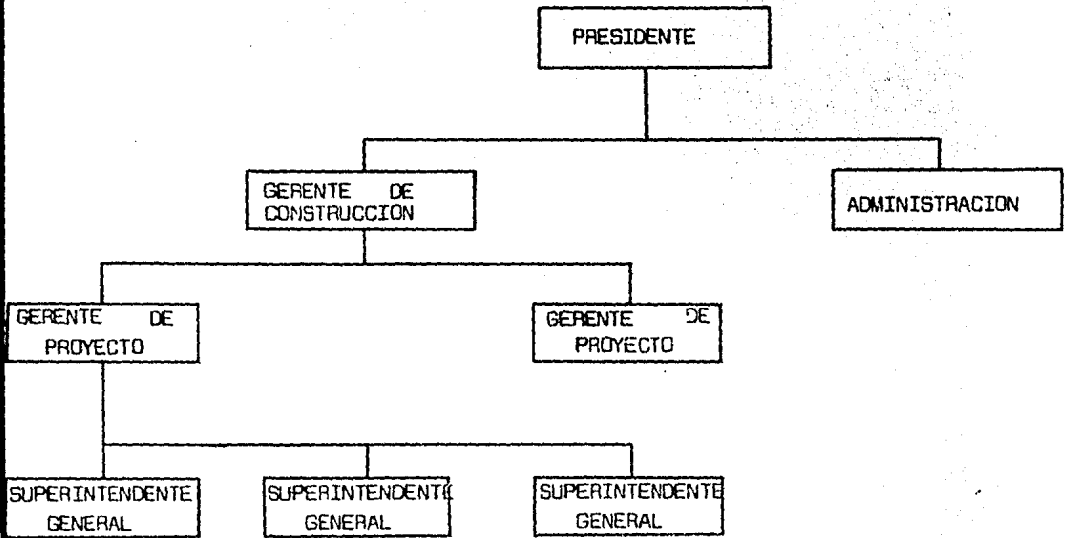 PRESIDENTE
GERENTE DE
CONSTRUCCION
ADMINISTRACION
GERENTE DE
PROYECTO
GERENTE DE
PROYECTO
SUPERINTENDENTE
GENERAL
SUPERINTENDENTE
GENERAL
SUPERINTENDENTE
GENERAL